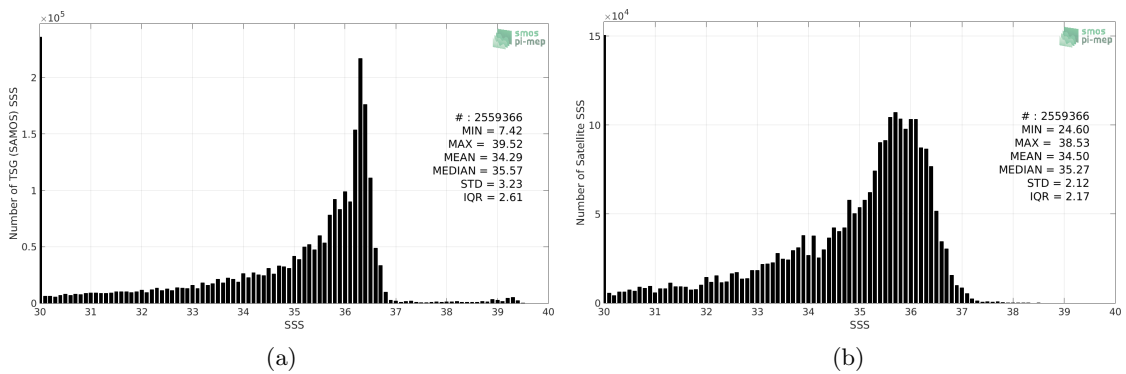 ×10⁵
smos
pi-mep
Number of TSG (SAMOS) SSS
2
1.5
1
0.5
0
# : 2559366
MIN = 7.42
MAX = 39.52
MEAN = 34.29
MEDIAN = 35.57
STD = 3.23
IQR = 2.61
30 31 32 33 34 35 36 37 38 39 40
SSS
(a)
×10⁴
smos
pi-mep
Number of Satellite SSS
15
10
5
0
# : 2559366
MIN = 24.60
MAX = 38.53
MEAN = 34.50
MEDIAN = 35.27
STD = 2.12
IQR = 2.17
30 31 32 33 34 35 36 37 38 39 40
SSS
(b)